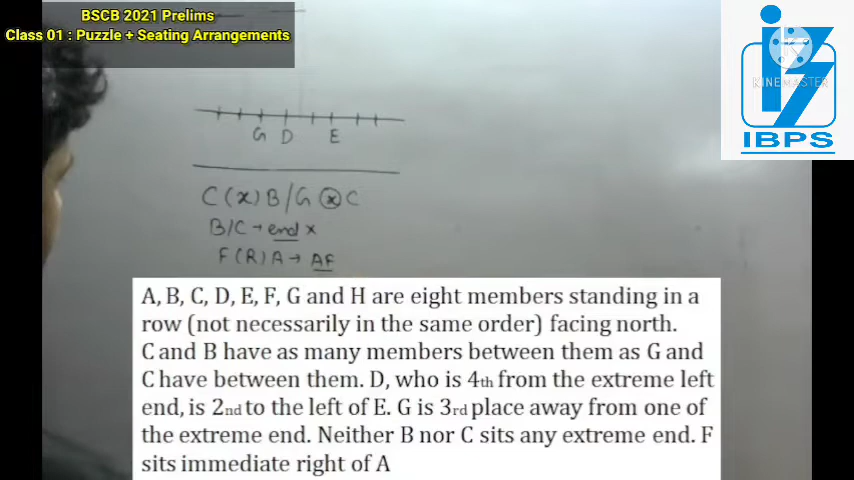 BSCB 2021 Prelims
Class 01 : Puzzle + Seating Arrangements
KINEMASTER
IBPS
G D E
C (x) B / G (x) C
B/C → end x
F (R) A → AF
A, B, C, D, E, F, G and H are eight members standing in a
row (not necessarily in the same order) facing north.
C and B have as many members between them as G and
C have between them. D, who is 4th from the extreme left
end, is 2nd to the left of E. G is 3rd place away from one of
the extreme end. Neither B nor C sits any extreme end. F
sits immediate right of A